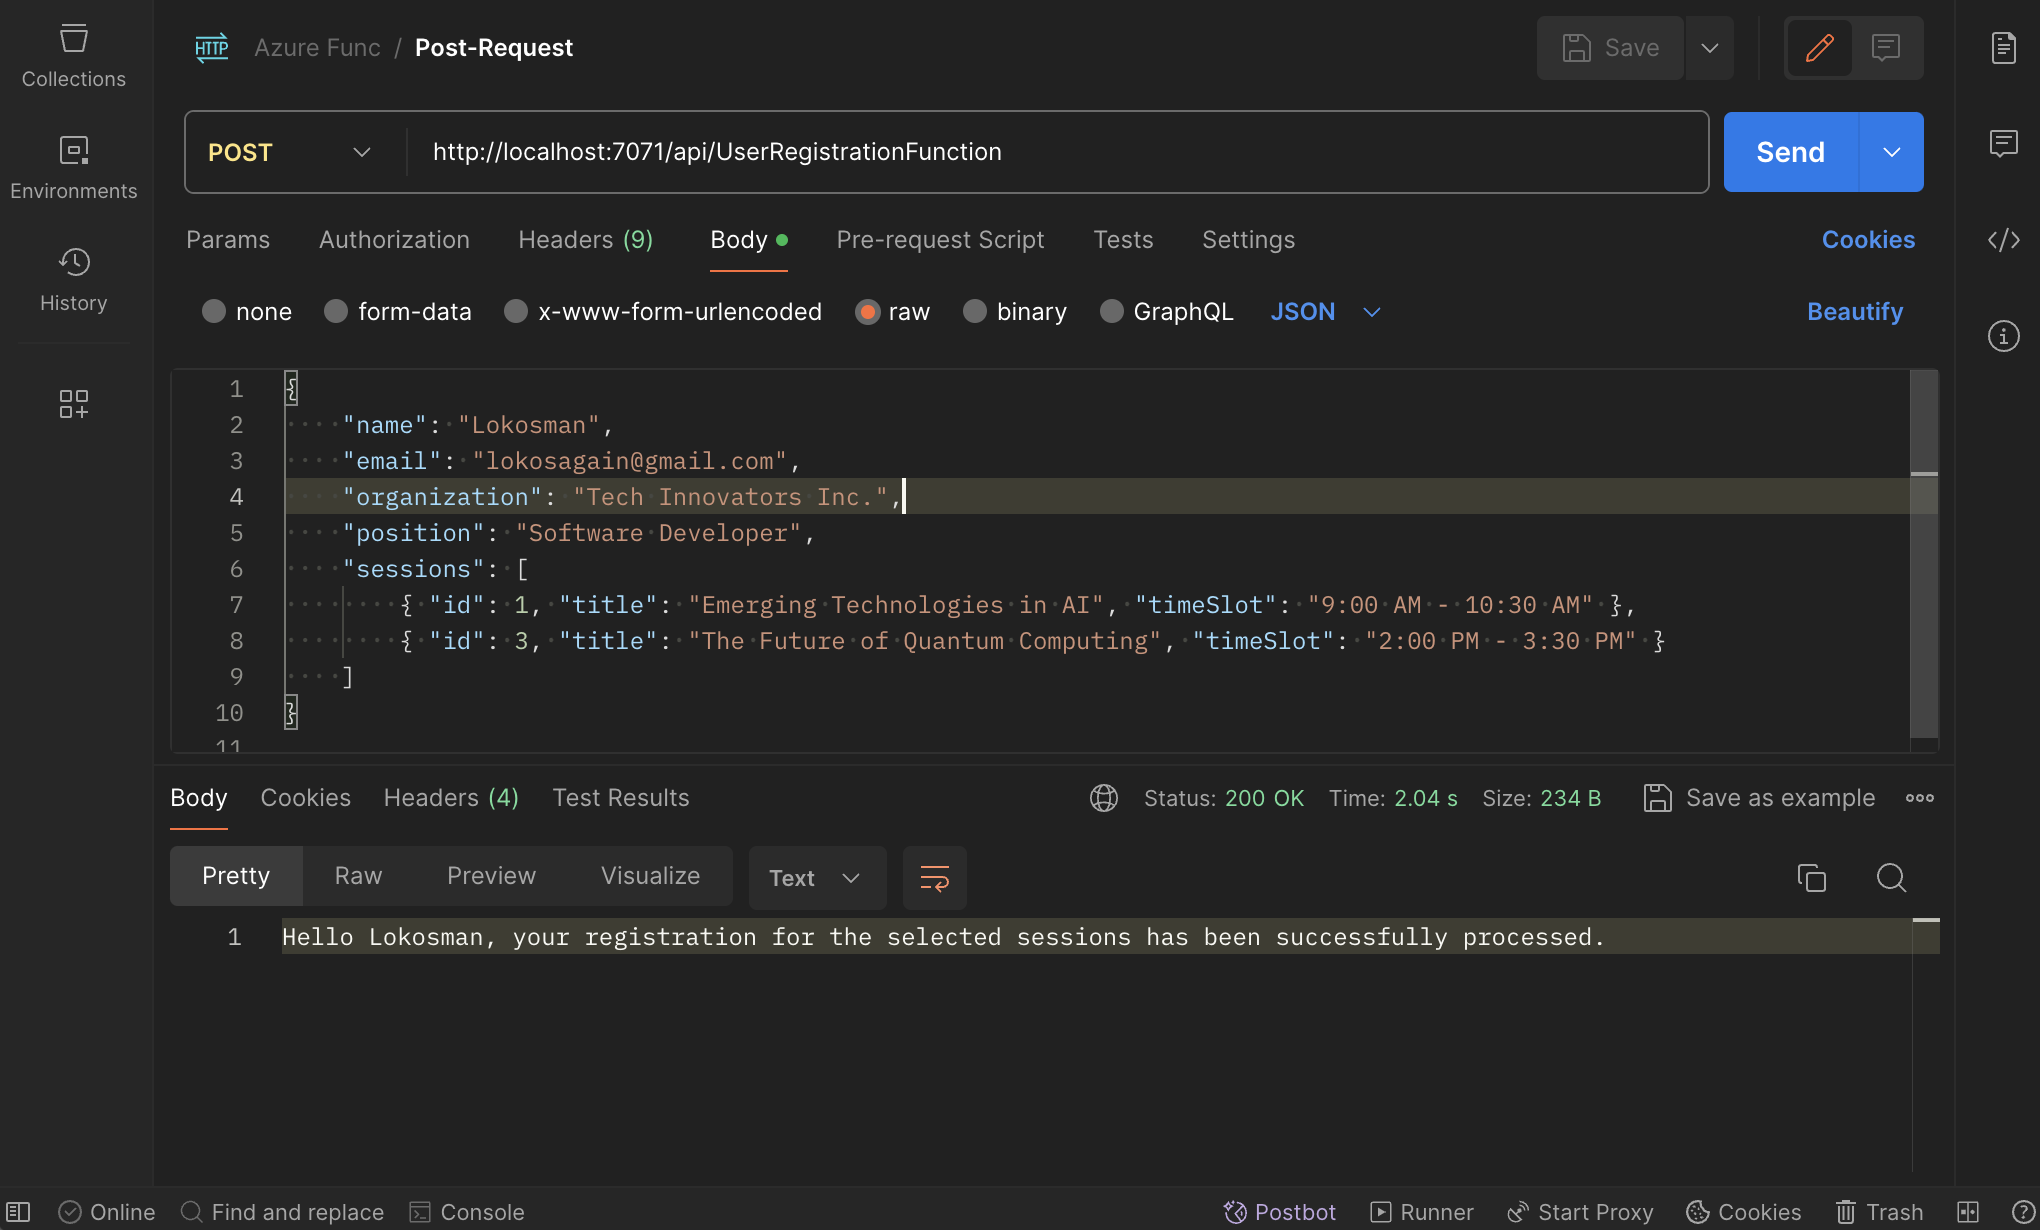 Collections
Environments
History
HTTP Azure Func / Post-Request
Save
POST http://localhost:7071/api/UserRegistrationFunction Send
Params Authorization Headers (9) Body Pre-request Script Tests Settings Cookies
none form-data x-www-form-urlencoded raw binary GraphQL JSON Beautify
1 {
2 "name": "Lokosman",
3 "email": "lokosagain@gmail.com",
4 "organization": "Tech Innovators Inc.",
5 "position": "Software Developer",
6 "sessions": [
7 { "id": 1, "title": "Emerging Technologies in AI", "timeSlot": "9:00 AM - 10:30 AM" },
8 { "id": 3, "title": "The Future of Quantum Computing", "timeSlot": "2:00 PM - 3:30 PM" }
9 ]
10 }
11
Body Cookies Headers (4) Test Results Status: 200 OK Time: 2.04 s Size: 234 B Save as example
Pretty Raw Preview Visualize Text
1 Hello Lokosman, your registration for the selected sessions has been successfully processed.
Online Find and replace Console Postbot Runner Start Proxy Cookies Trash